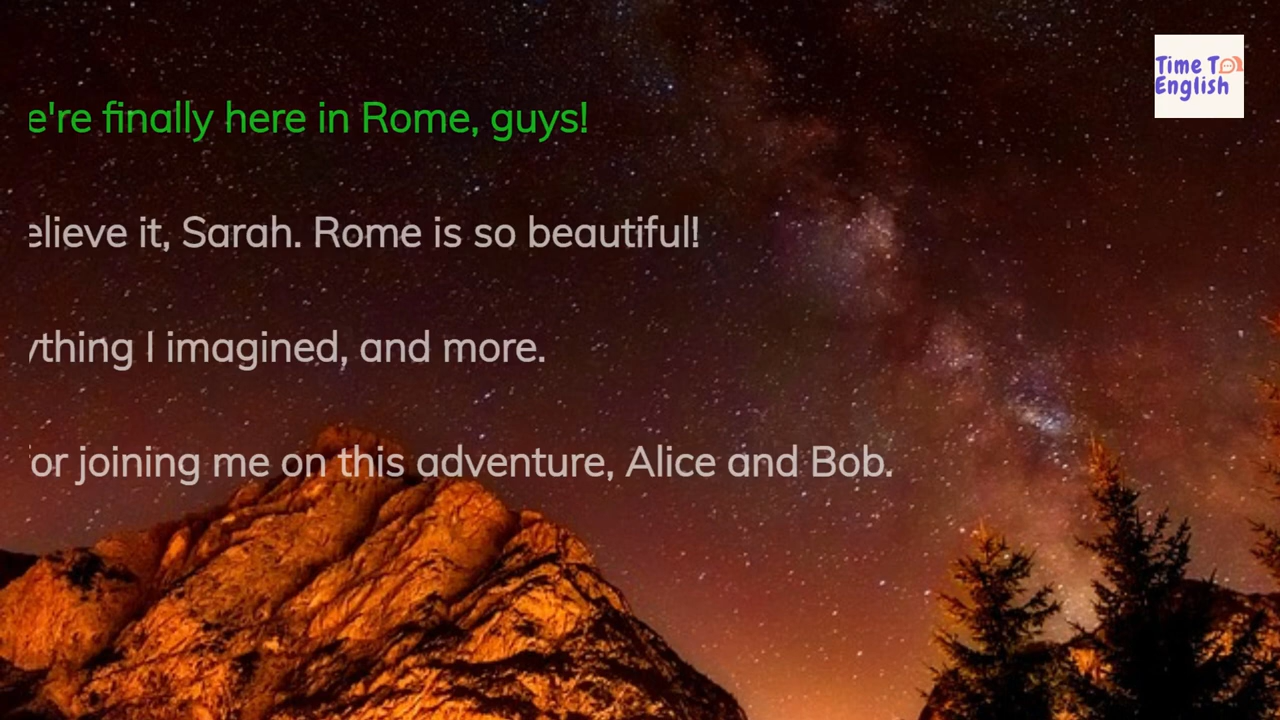 e're finally here in Rome, guys!
elieve it, Sarah. Rome is so beautiful!
ything I imagined, and more.
or joining me on this adventure, Alice and Bob.
Time To
English